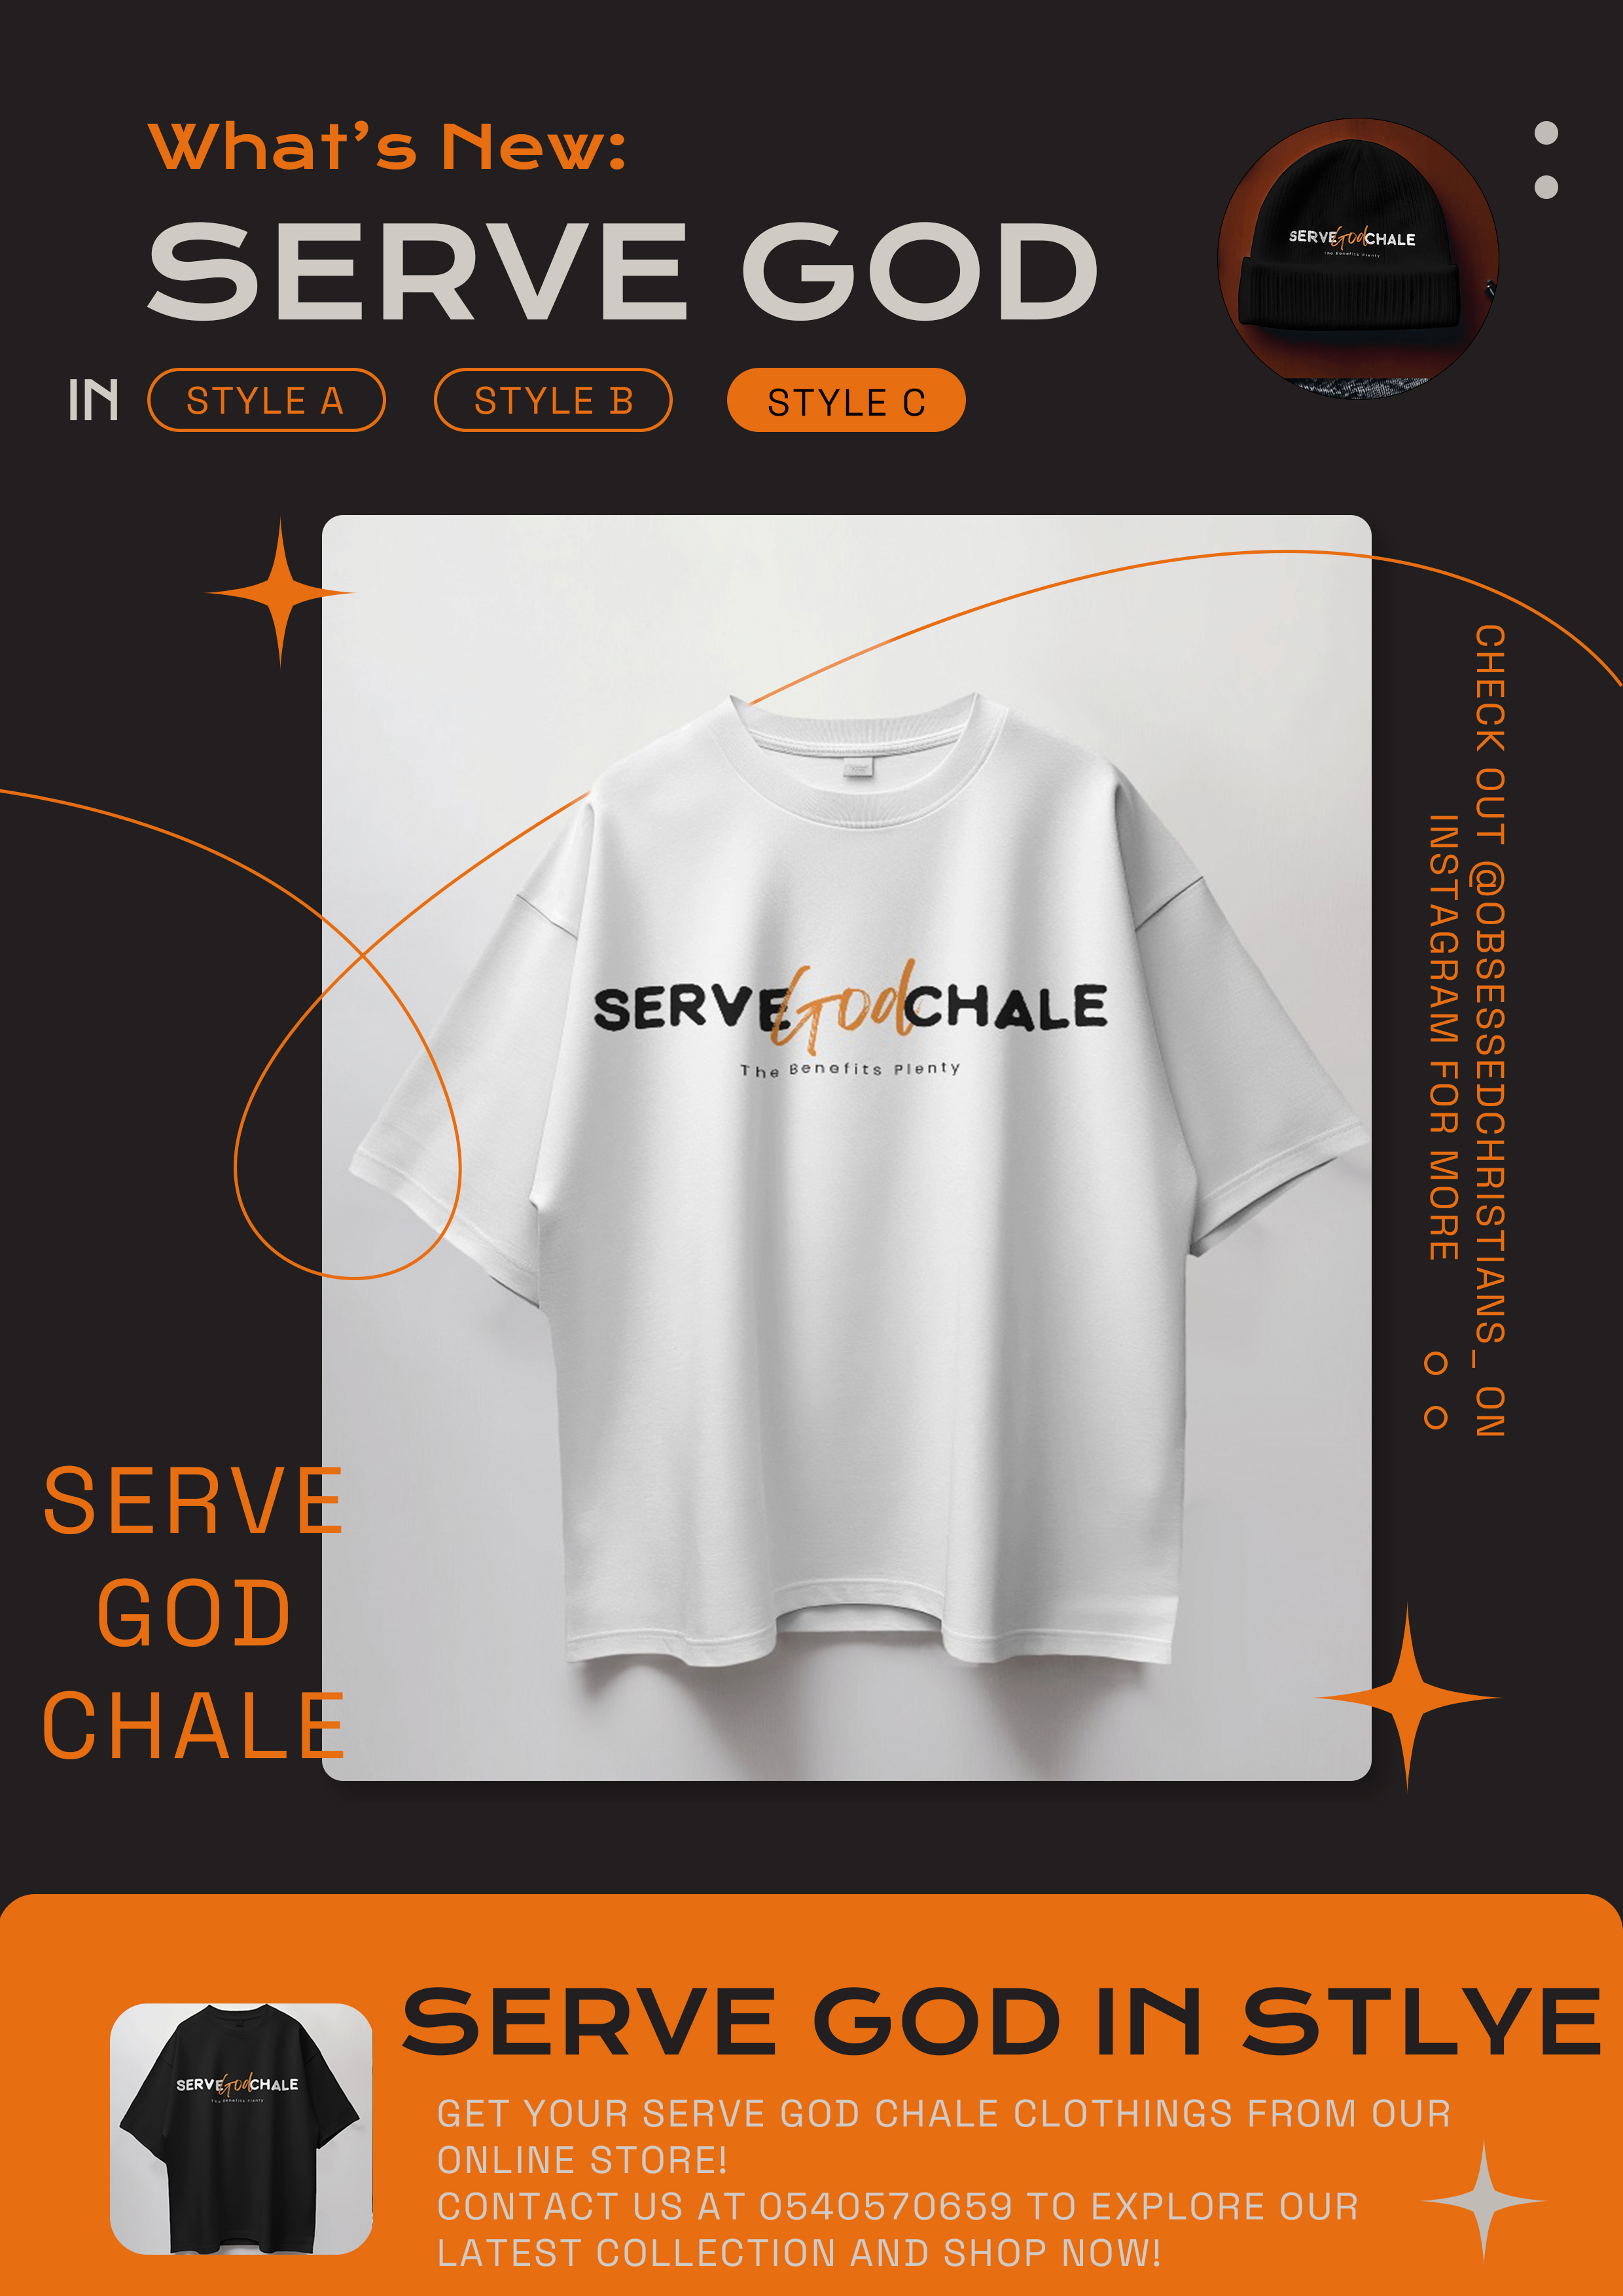 What's New:
SERVE GOD
IN STYLE A STYLE B STYLE C
SERVE God CHALE
The Benefits Plenty
SERVE God CHALE
The Benefits Plenty
CHECK OUT @OBSESSEDCHRISTIANS_ ON
INSTAGRAM FOR MORE
SERVE
GOD
CHALE
SERVE GOD IN STLYE
SERVE God CHALE
The Benefits Plenty
GET YOUR SERVE GOD CHALE CLOTHINGS FROM OUR
ONLINE STORE!
CONTACT US AT 0540570659 TO EXPLORE OUR
LATEST COLLECTION AND SHOP NOW!